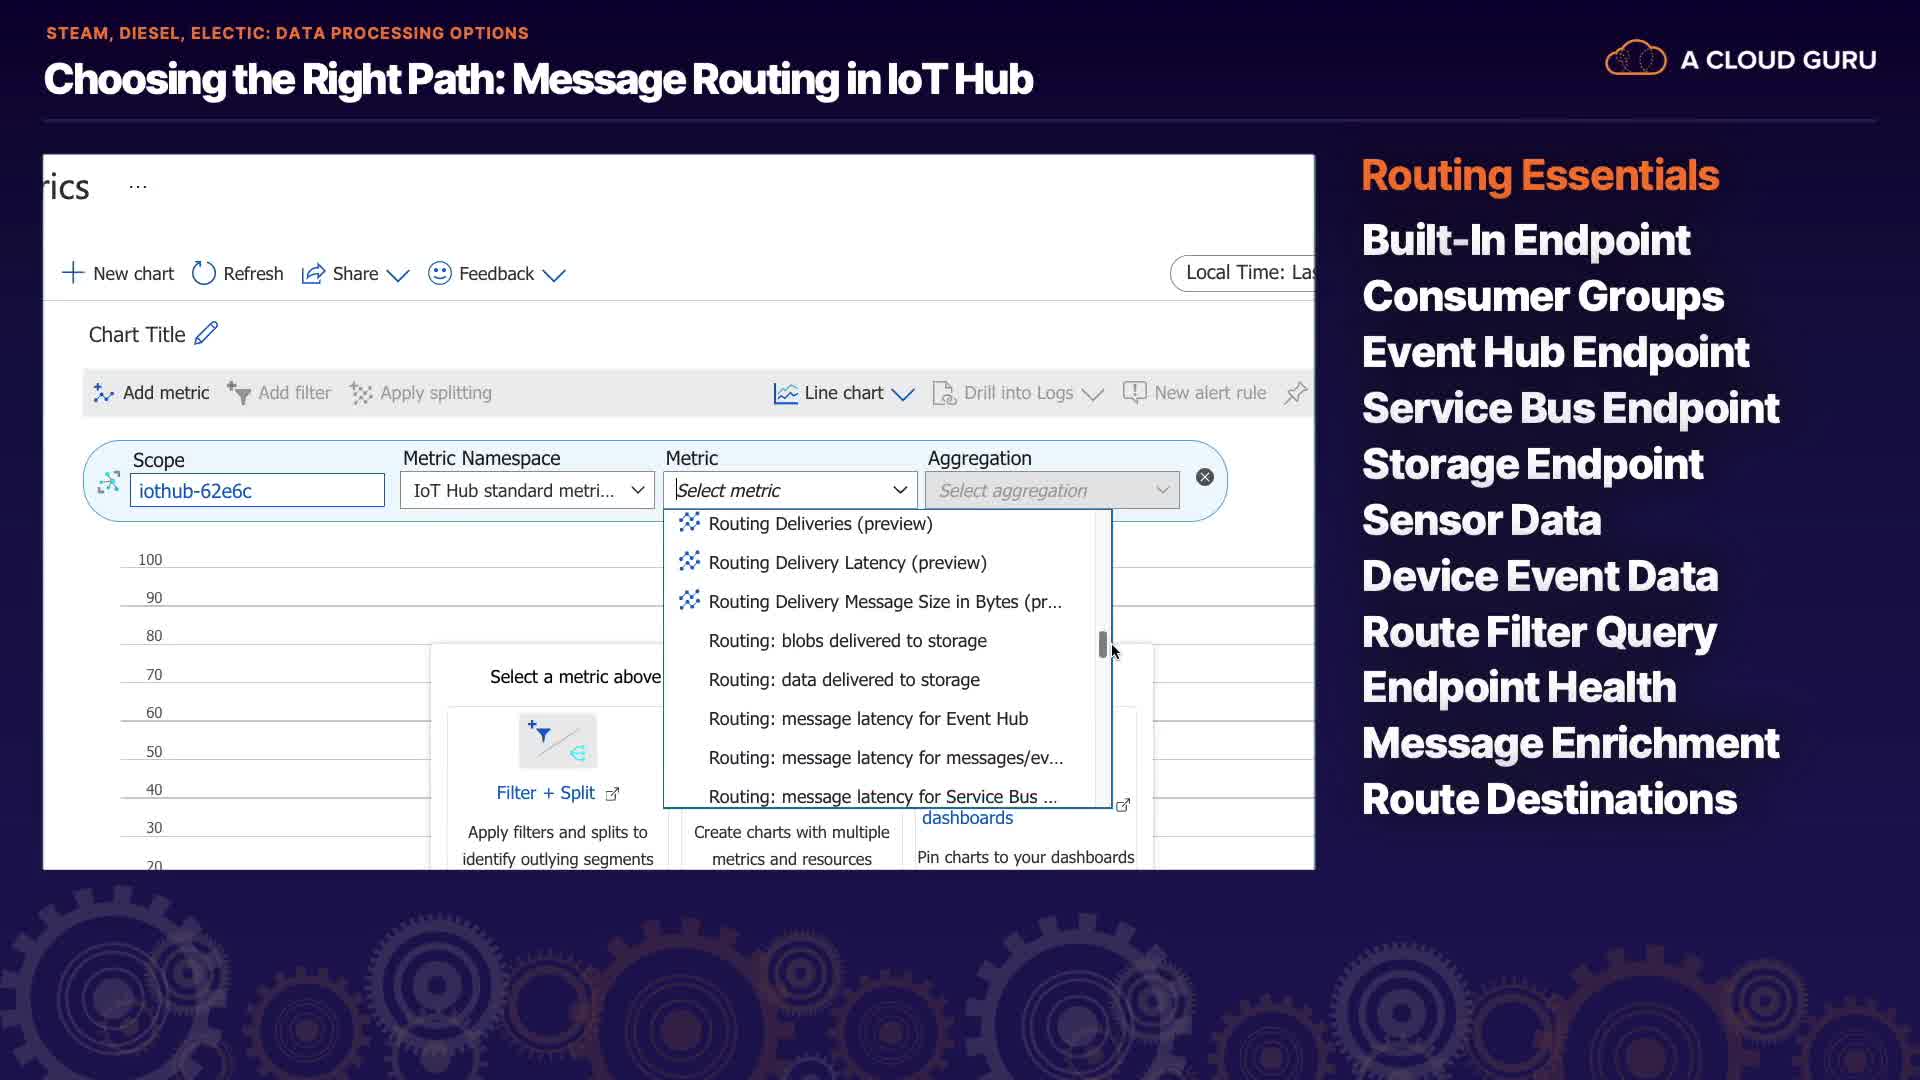 STEAM, DIESEL, ELECTIC: DATA PROCESSING OPTIONS
Choosing the Right Path: Message Routing in IoT Hub
A CLOUD GURU
rics ...
New chart Refresh Share Feedback Local Time: Las
Chart Title
Add metric Add filter Apply splitting Line chart Drill into Logs New alert rule
Scope Metric Namespace Metric Aggregation
iothub-62e6c IoT Hub standard metri... Select metric Select aggregation
Routing Deliveries (preview)
Routing Delivery Latency (preview)
Routing Delivery Message Size in Bytes (pr...
Routing: blobs delivered to storage
Routing: data delivered to storage
Routing: message latency for Event Hub
Routing: message latency for messages/ev...
Routing: message latency for Service Bus ...
100
90
80
70
60
50
40
30
20
Select a metric above
Filter + Split
Apply filters and splits to
identify outlying segments
Create charts with multiple
metrics and resources
dashboards
Pin charts to your dashboards
Routing Essentials
Built-In Endpoint
Consumer Groups
Event Hub Endpoint
Service Bus Endpoint
Storage Endpoint
Sensor Data
Device Event Data
Route Filter Query
Endpoint Health
Message Enrichment
Route Destinations